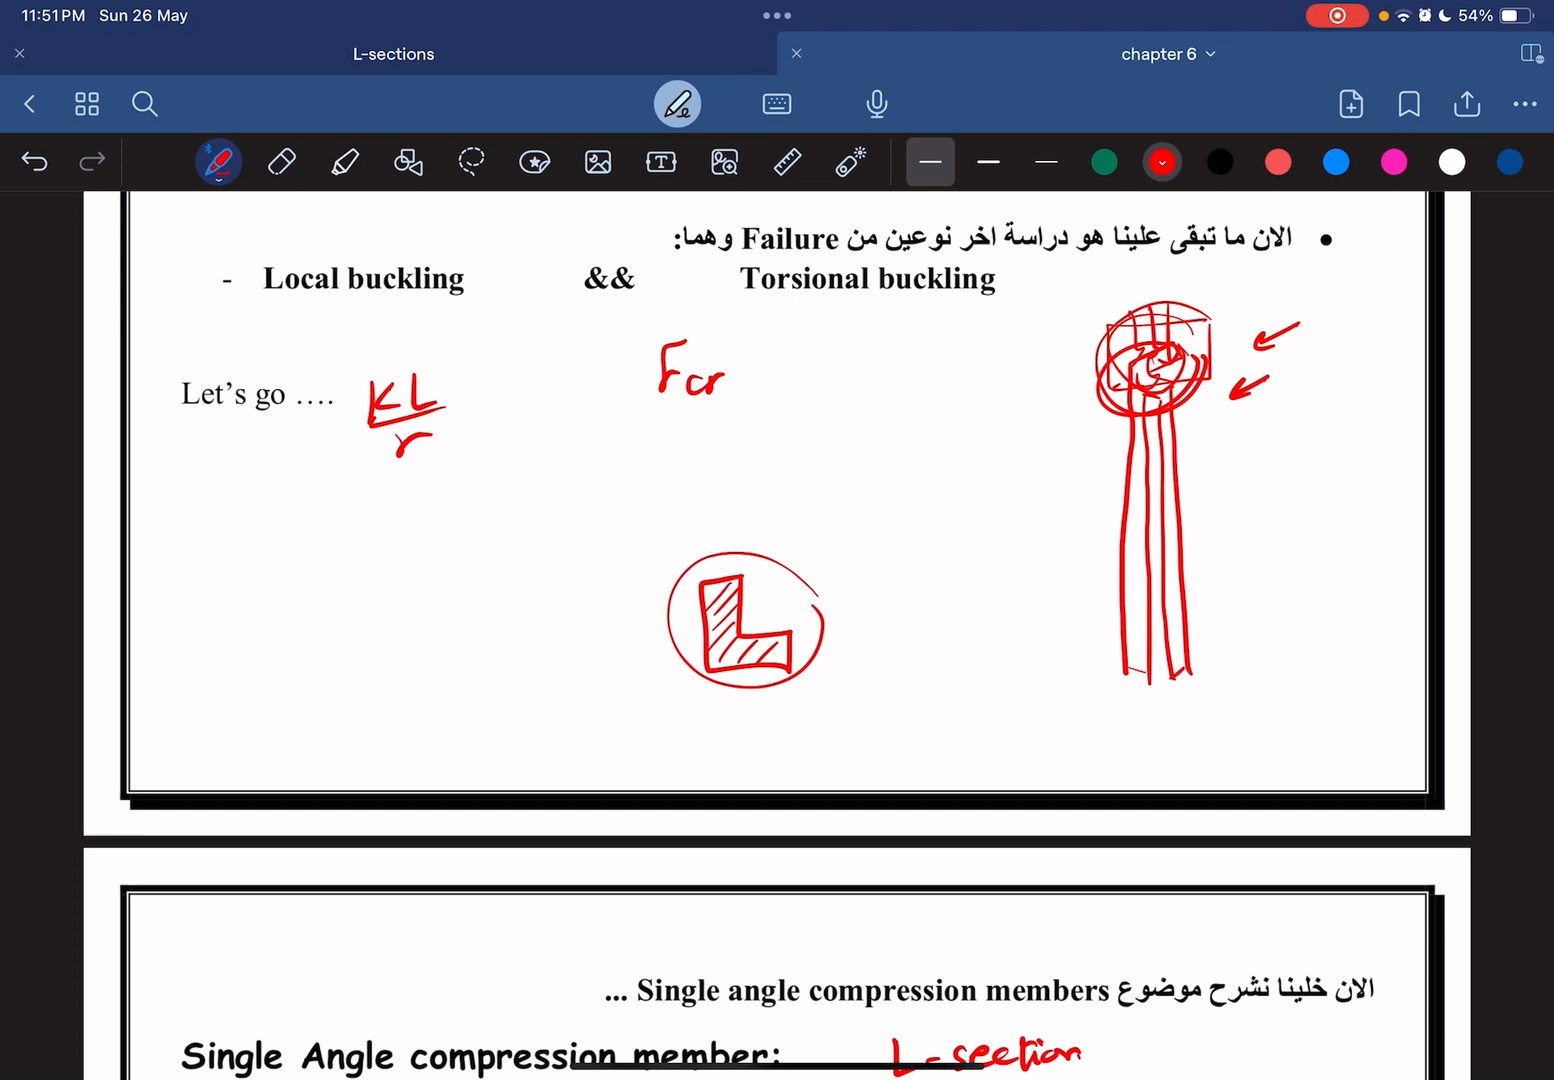 11:51 PM Sun 26 May
54%
L-sections
chapter 6
• الان ما تبقى علينا هو دراسة اخر نوعين من Failure وهما:
- Local buckling && Torsional buckling
Fcr
Let's go .... KL
r
الان خلينا نشرح موضوع Single angle compression members ...
Single Angle compression member: L-section